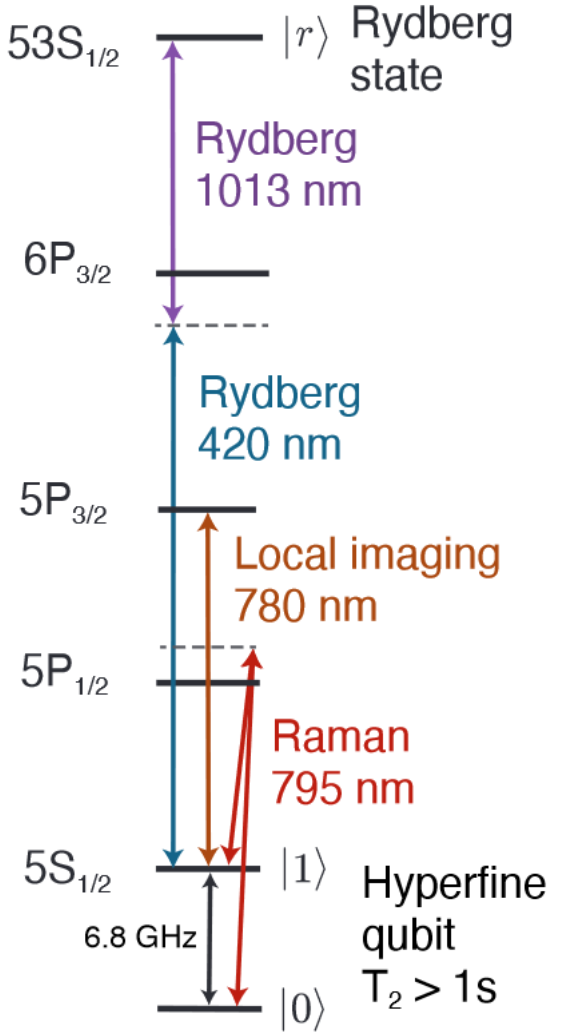 53S₁/₂ |r⟩ Rydberg
state
Rydberg
1013 nm
6P₃/₂
Rydberg
420 nm
5P₃/₂
Local imaging
780 nm
5P₁/₂
Raman
795 nm
5S₁/₂ |1⟩
Hyperfine
qubit
T₂ > 1s
6.8 GHz
|0⟩